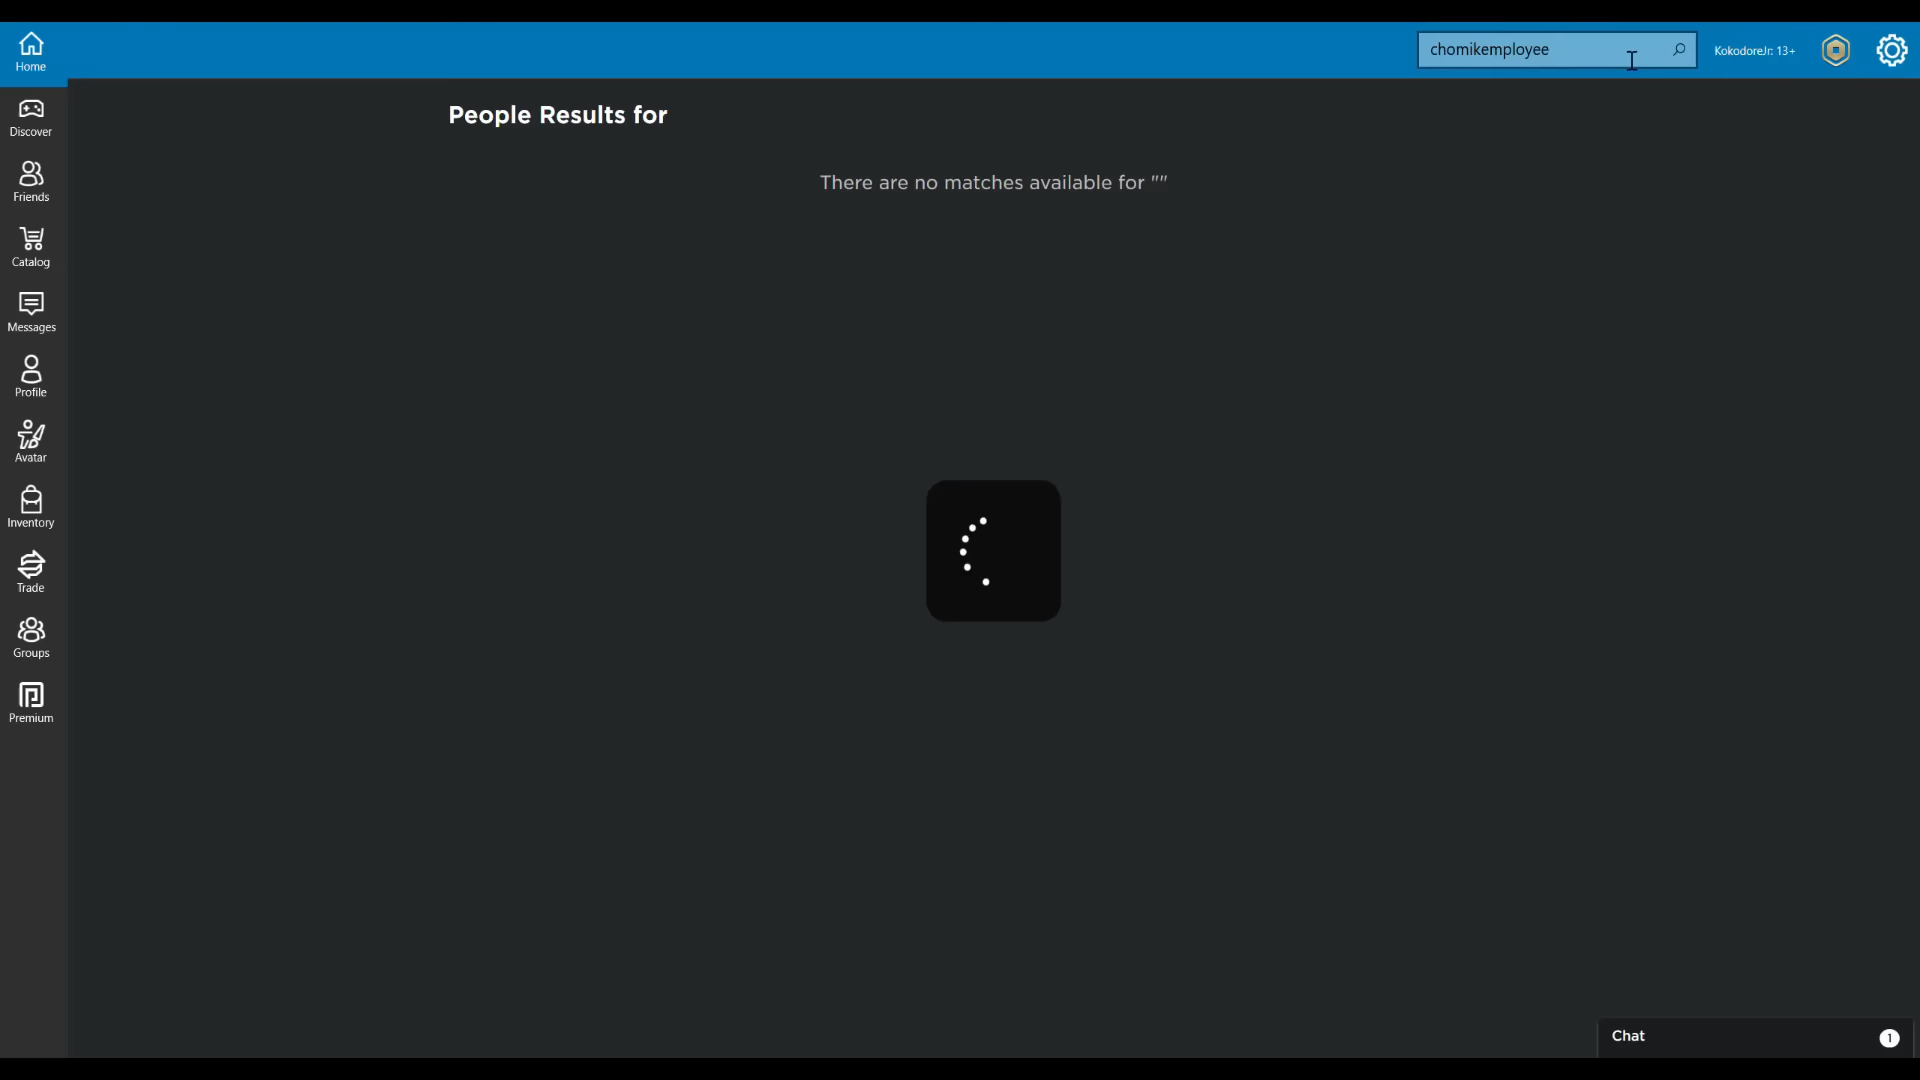 Home
chomikemployee
KokodoreJr: 13+
Discover
Friends
Catalog
Messages
Profile
Avatar
Inventory
Trade
Groups
Premium
People Results for
There are no matches available for ""
Chat
1